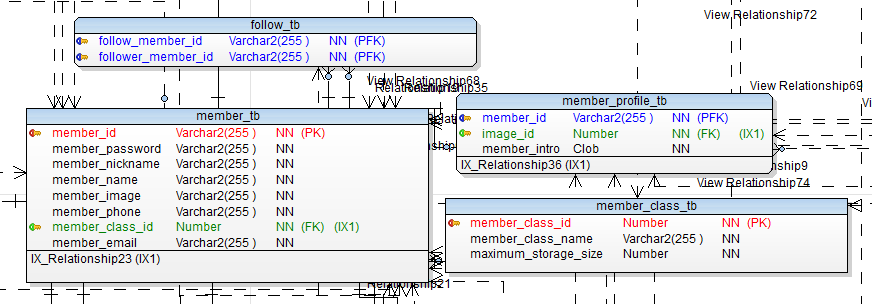 View Relationship72
follow_tb
follow_member_id Varchar2(255 ) NN (PFK)
follower_member_id Varchar2(255 ) NN (PFK)
View Relationship68
Relationship35
View Relationship69
member_tb
member_id Varchar2(255 ) NN (PK)
member_password Varchar2(255 ) NN
member_nickname Varchar2(255 ) NN
member_name Varchar2(255 ) NN
member_image Varchar2(255 ) NN
member_phone Varchar2(255 ) NN
member_class_id Number NN (FK) (IX1)
member_email Varchar2(255 ) NN
IX_Relationship23 (IX1)
member_profile_tb
member_id Varchar2(255 ) NN (PFK)
image_id Number NN (FK) (IX1)
member_intro Clob NN
IX_Relationship36 (IX1)
View Relationship74
member_class_tb
member_class_id Number NN (PK)
member_class_name Varchar2(255 ) NN
maximum_storage_size Number NN